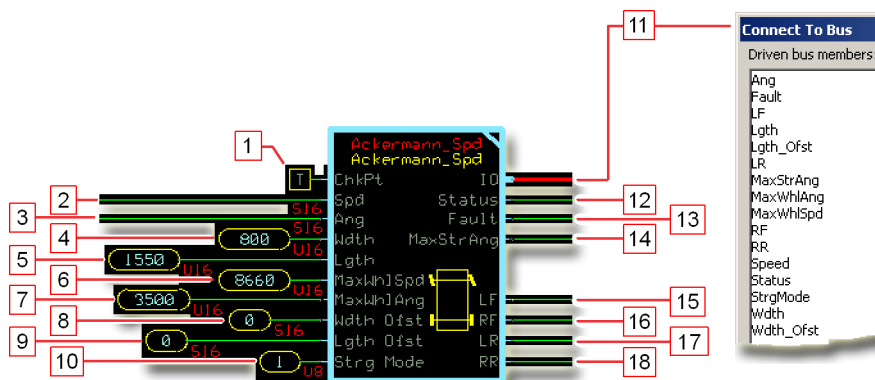 11
Connect To Bus
Driven bus members:
Ang
Fault
LF
Lgth
Lgth_Ofst
LR
MaxStrAng
MaxWhlAng
MaxWhlSpd
RF
RR
Speed
Status
StrgMode
Wdth
Wdth_Ofst
Ackermann_Spd
Ackermann_Spd
1
T
ChkPt
IO
2
Spd
Status
12
S16
3
Ang
Fault
13
S16
4
800
Wdth
MaxStrAng
14
U16
5
1550
Lgth
U16
6
8660
MaxWhlSpd
U16
7
3500
MaxWhlAng
LF
15
U16
8
0
Wdth Ofst
RF
16
S16
9
0
Lgth Ofst
LR
17
S16
10
1
Strg Mode
RR
18
U8